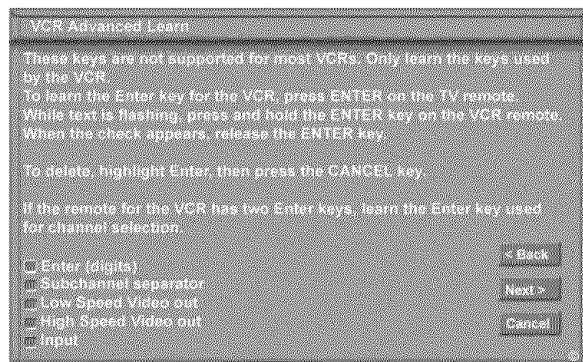 VCR Advanced Learn
These keys are not supported for most VCRs. Only learn the keys used
by the VCR.
To learn the Enter key for the VCR, press ENTER on the TV remote.
While text is flashing, press and hold the ENTER key on the VCR remote.
When the check appears, release the ENTER key.
To delete, highlight Enter, then press the CANCEL key.
If the remote for the VCR has two Enter keys, learn the Enter key used
for channel selection.
< Back
Enter (digits)
Subchannel separator
Next >
Low Speed Video out
High Speed Video out
Cancel
Input